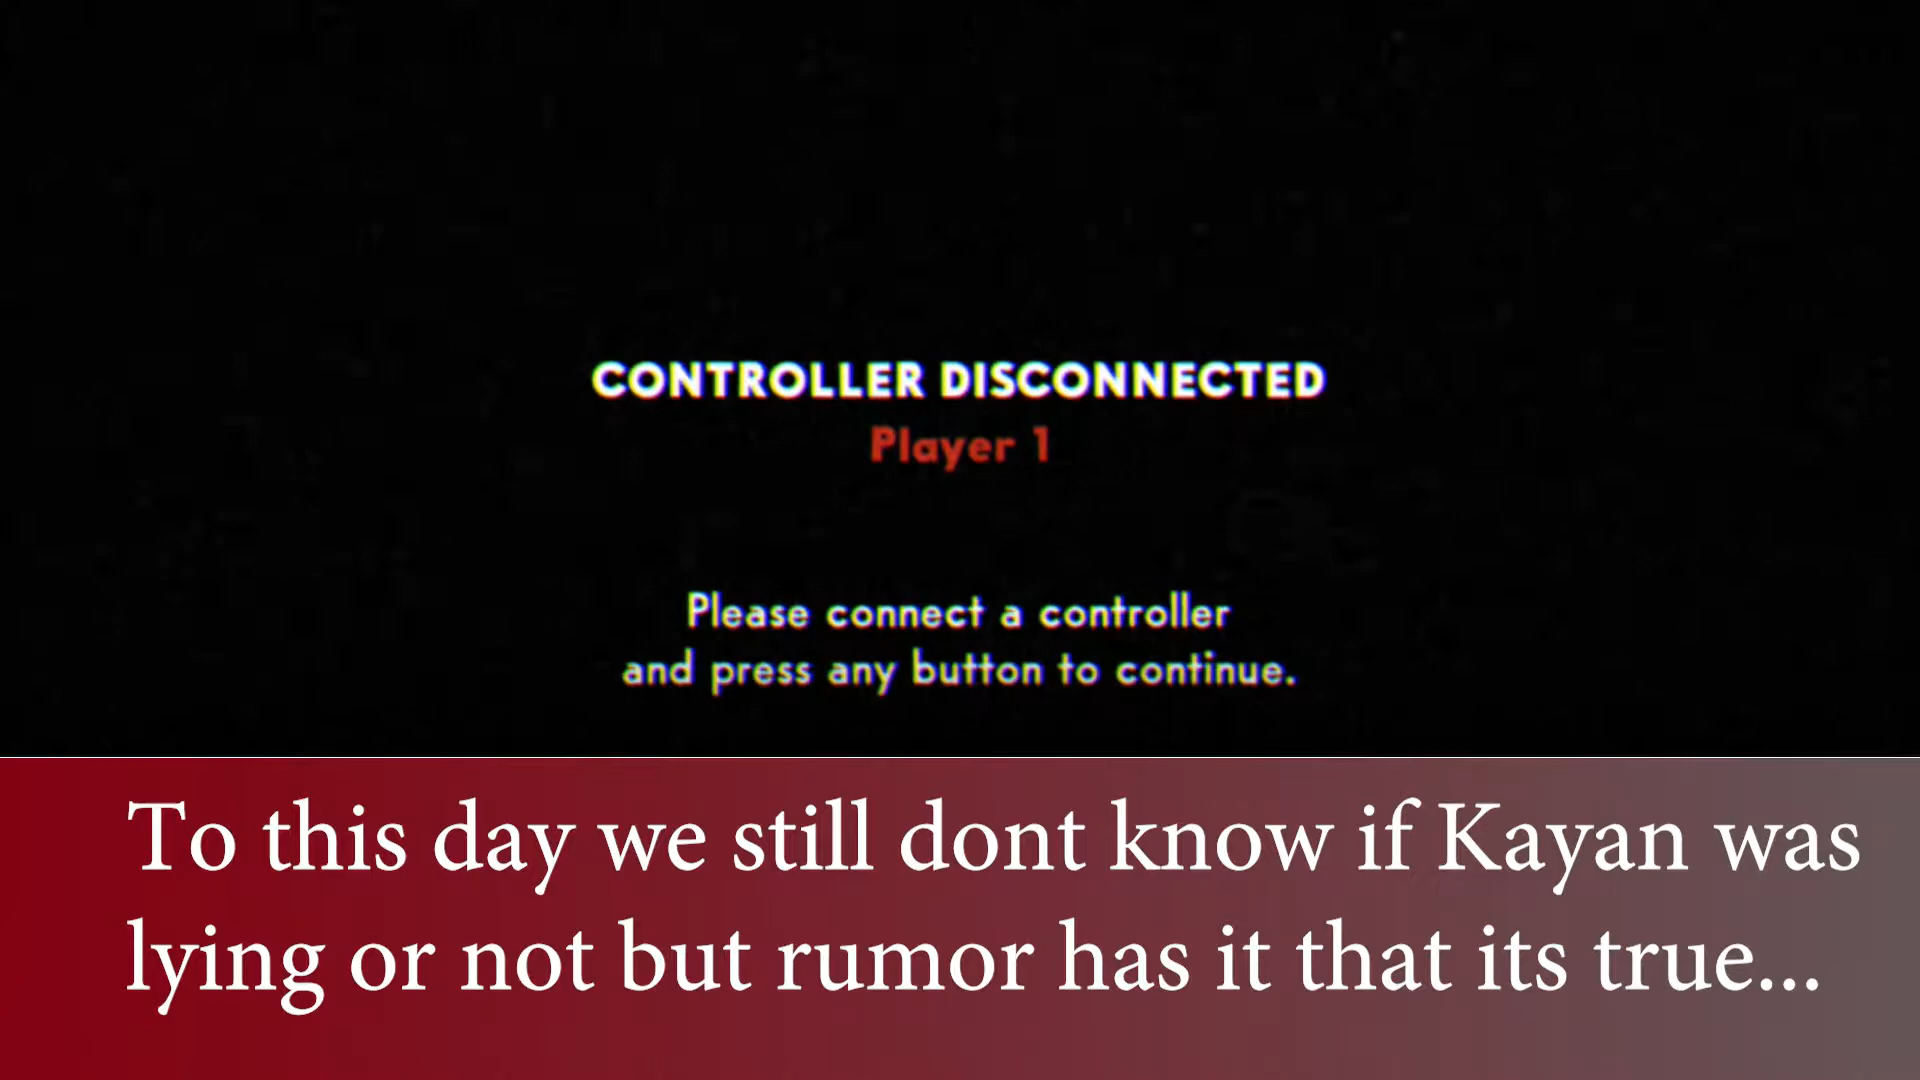 CONTROLLER DISCONNECTED
Player 1
Please connect a controller
and press any button to continue.
To this day we still dont know if Kayan was
lying or not but rumor has it that its true...